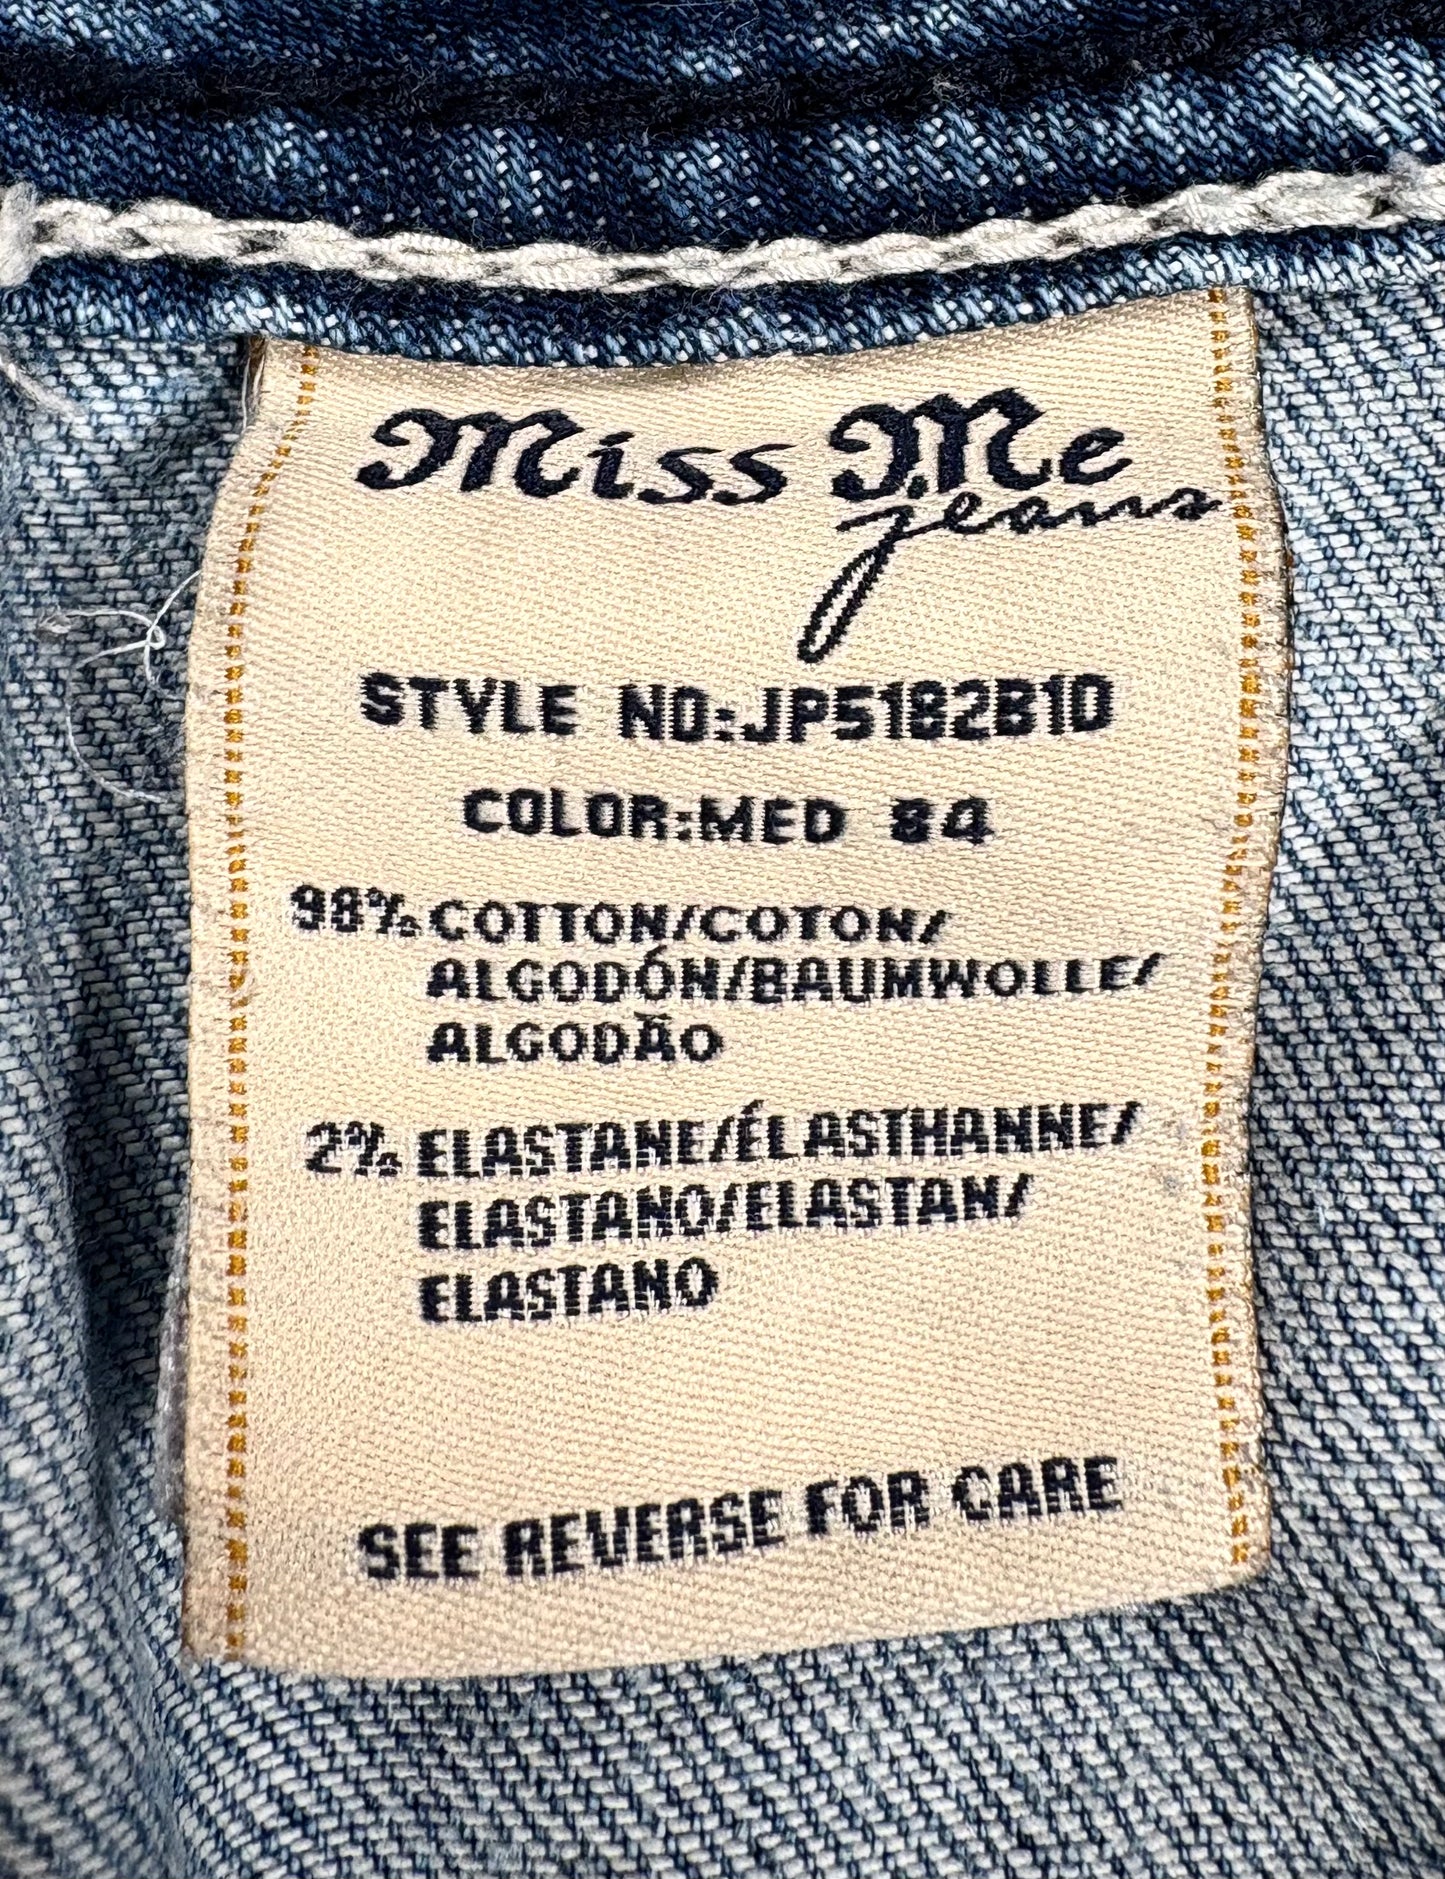 Miss Me
jeans
STYLE NO:JP5182B10
COLOR:MED 84
98% COTTON/COTON/
ALGODÓN/BAUMWOLLE/
ALGODÃO
2% ELASTANE/ÉLASTHANNE/
ELASTANO/ELASTAN/
ELASTANO
SEE REVERSE FOR CARE